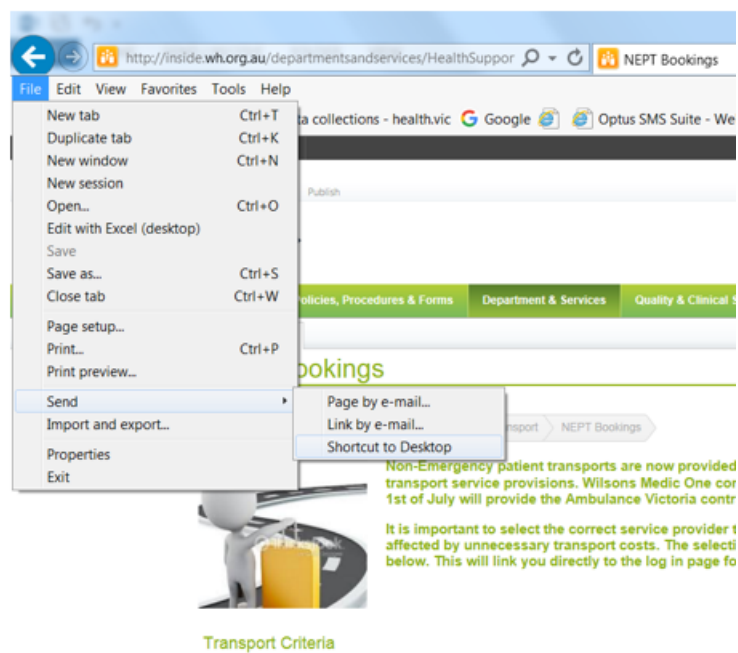 http://inside.wh.org.au/departmentsandservices/HealthSuppor
NEPT Bookings
File Edit View Favorites Tools Help
New tab Ctrl+T
ta collections - health.vic Google Optus SMS Suite - We
Duplicate tab Ctrl+K
New window Ctrl+N
New session
Publish
Open... Ctrl+O
Edit with Excel (desktop)
Save
Save as... Ctrl+S
Close tab Ctrl+W
olicies, Procedures & Forms Department & Services Quality & Clinical S
Page setup...
Print... Ctrl+P
Print preview...
ookings
Send
Page by e-mail...
Import and export...
Link by e-mail...
nsport NEPT Bookings
Shortcut to Desktop
Properties
Exit
Non-Emergency patient transports are now provided
transport service provisions. Wilsons Medic One cor
1st of July will provide the Ambulance Victoria contr
It is important to select the correct service provider t
affected by unnecessary transport costs. The selecti
below. This will link you directly to the log in page fo
Transport Criteria